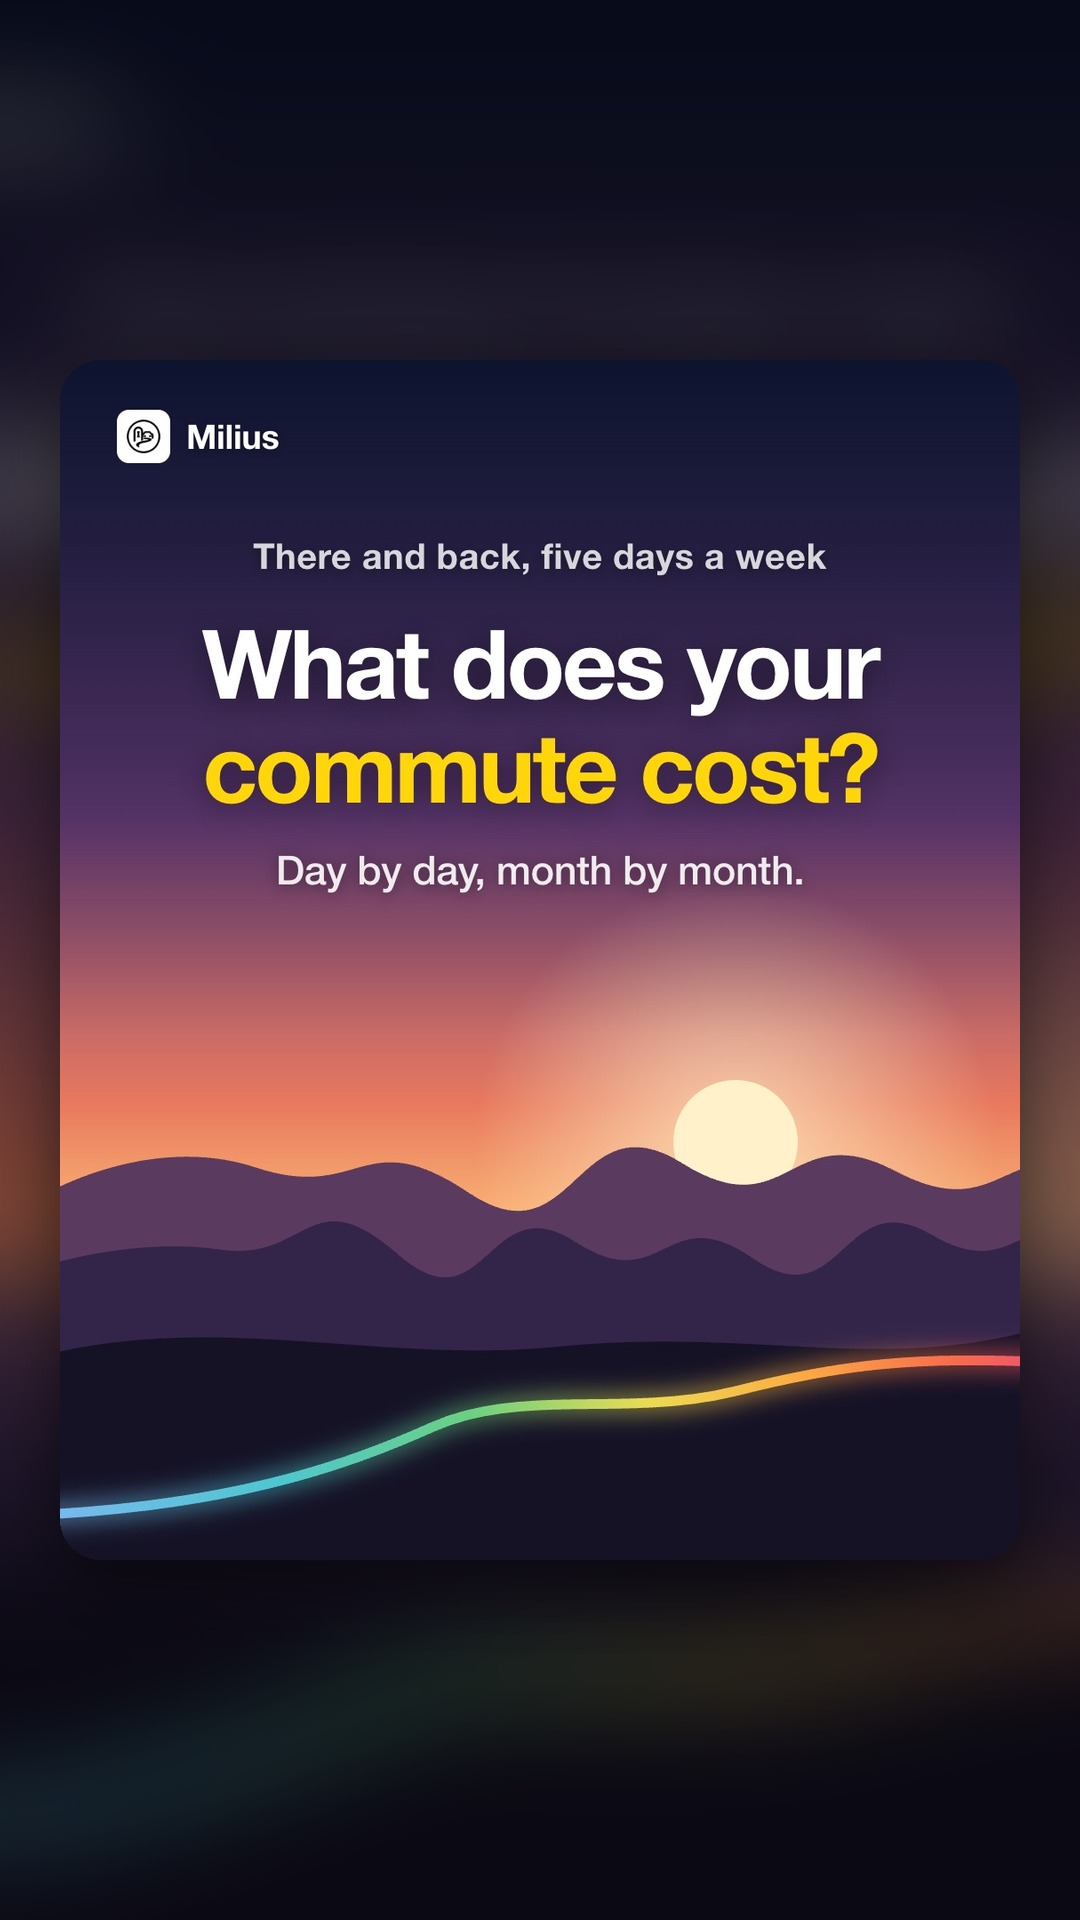 Milius
There and back, five days a week
What does your
commute cost?
Day by day, month by month.